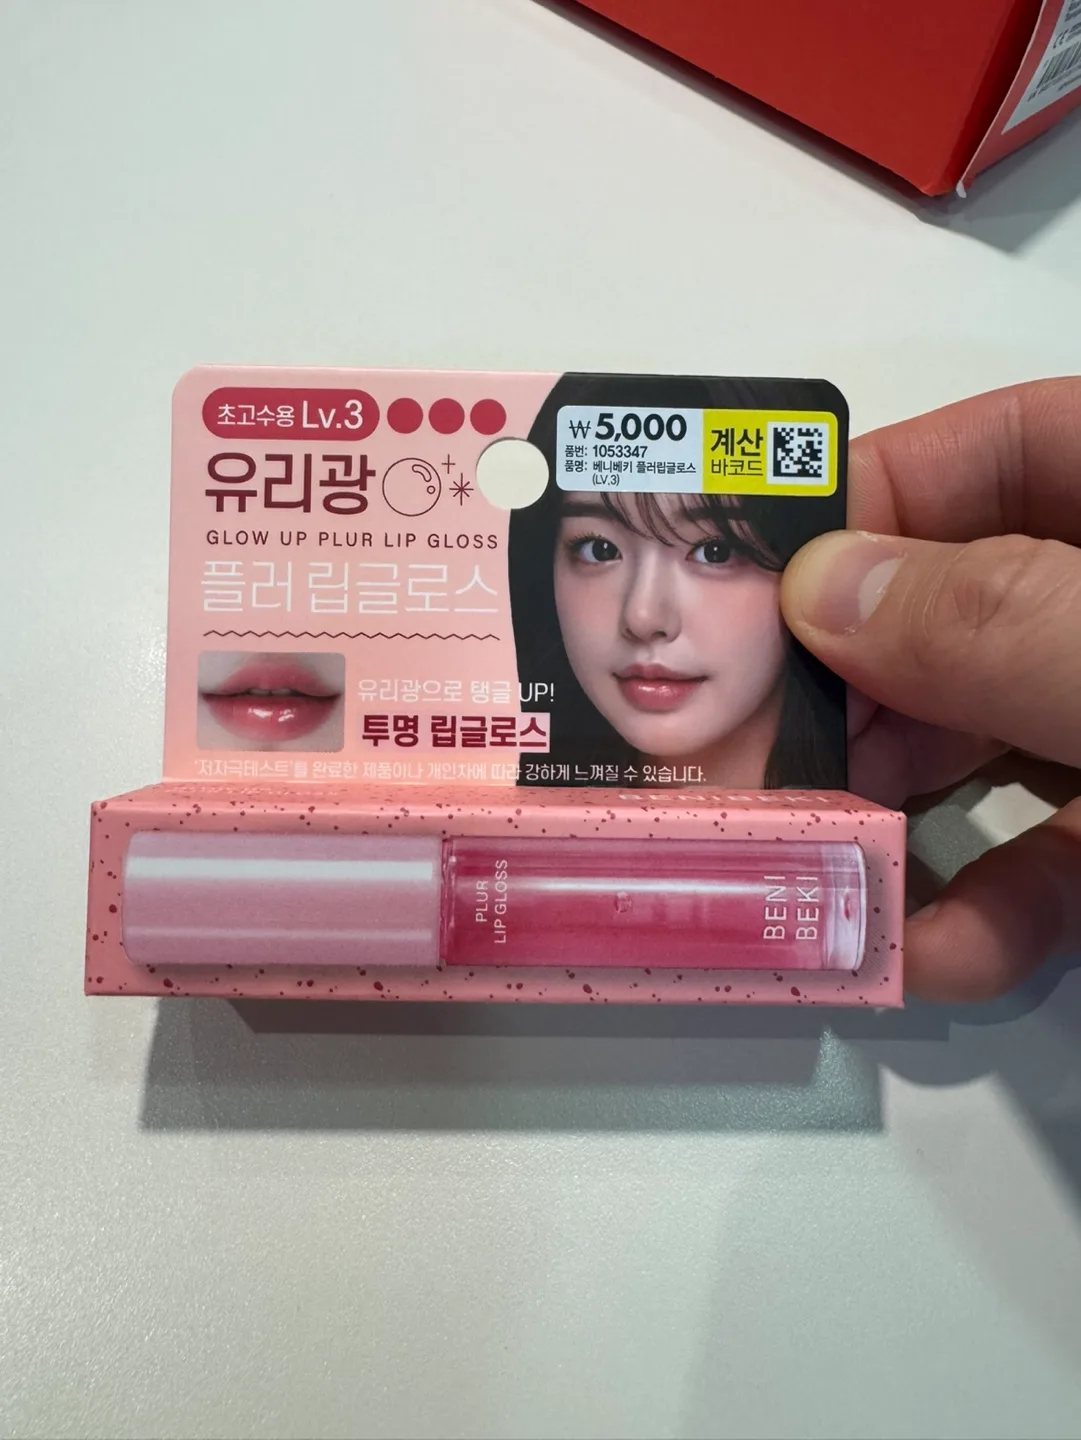 초고수용 Lv.3
유리광
GLOW UP PLUR LIP GLOSS
플러 립글로스
유리광으로 탱글 UP!
투명 립글로스
'저자극테스트'를 완료한 제품이나 개인차에 따라 강하게 느껴질 수 있습니다.
₩5,000
품번: 1053347
품명: 베니베키 플러립글로스
(LV.3)
계산
바코드
BENIBEKI
PLUR
LIP GLOSS
BENI
BEKI